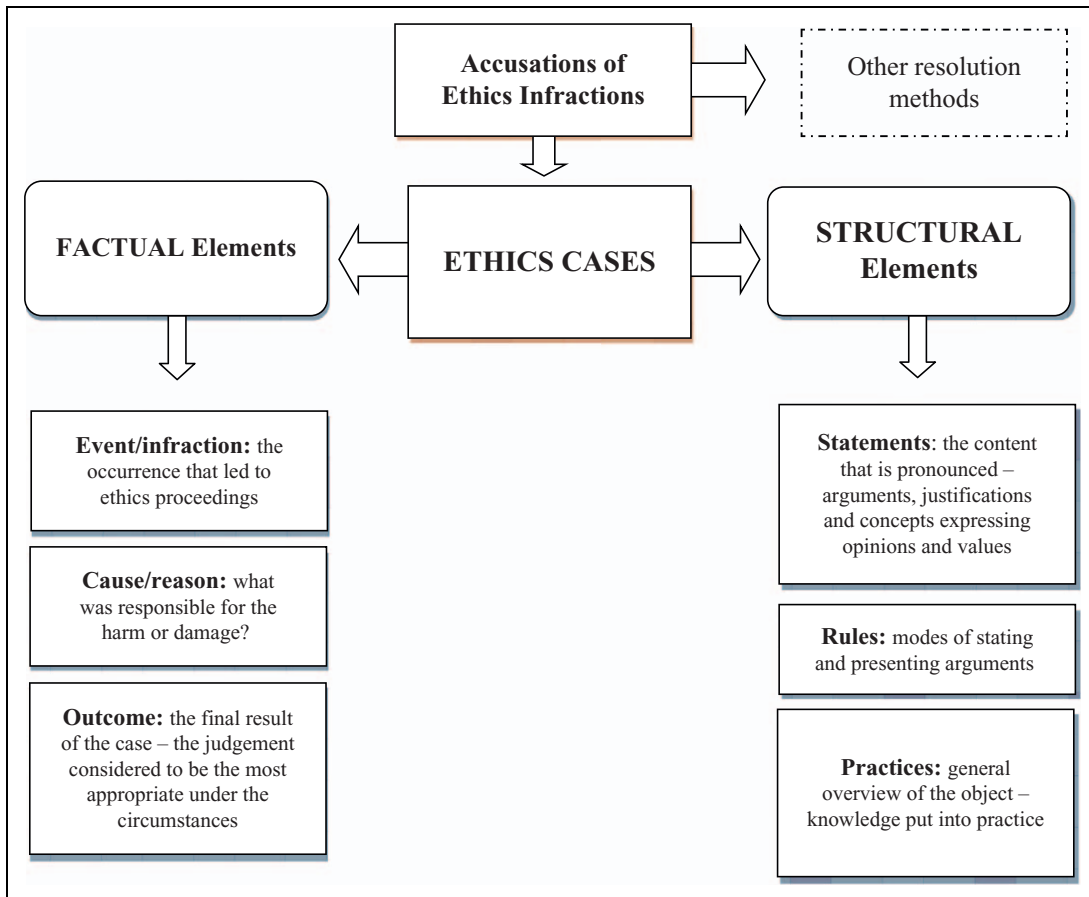 Accusations of
Ethics Infractions
Other resolution
methods
FACTUAL Elements
ETHICS CASES
STRUCTURAL
Elements
Event/infraction: the
occurrence that led to
ethics proceedings
Cause/reason: what
was responsible for the
harm or damage?
Outcome: the final result
of the case – the judgement
considered to be the most
appropriate under the
circumstances
Statements: the content
that is pronounced –
arguments, justifications
and concepts expressing
opinions and values
Rules: modes of stating
and presenting arguments
Practices: general
overview of the object –
knowledge put into practice